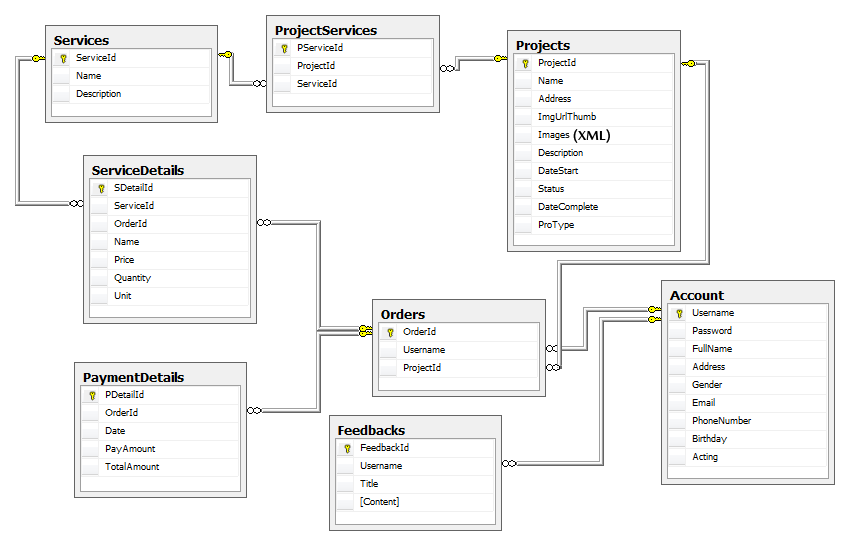 Services
ServiceId
Name
Description
ProjectServices
PServiceId
ProjectId
ServiceId
Projects
ProjectId
Name
Address
ImgUrlThumb
Images (XML)
Description
DateStart
Status
DateComplete
ProType
ServiceDetails
SDetailId
ServiceId
OrderId
Name
Price
Quantity
Unit
Orders
OrderId
Username
ProjectId
Account
Username
Password
FullName
Address
Gender
Email
PhoneNumber
Birthday
Acting
PaymentDetails
PDetailId
OrderId
Date
PayAmount
TotalAmount
Feedbacks
FeedbackId
Username
Title
[Content]